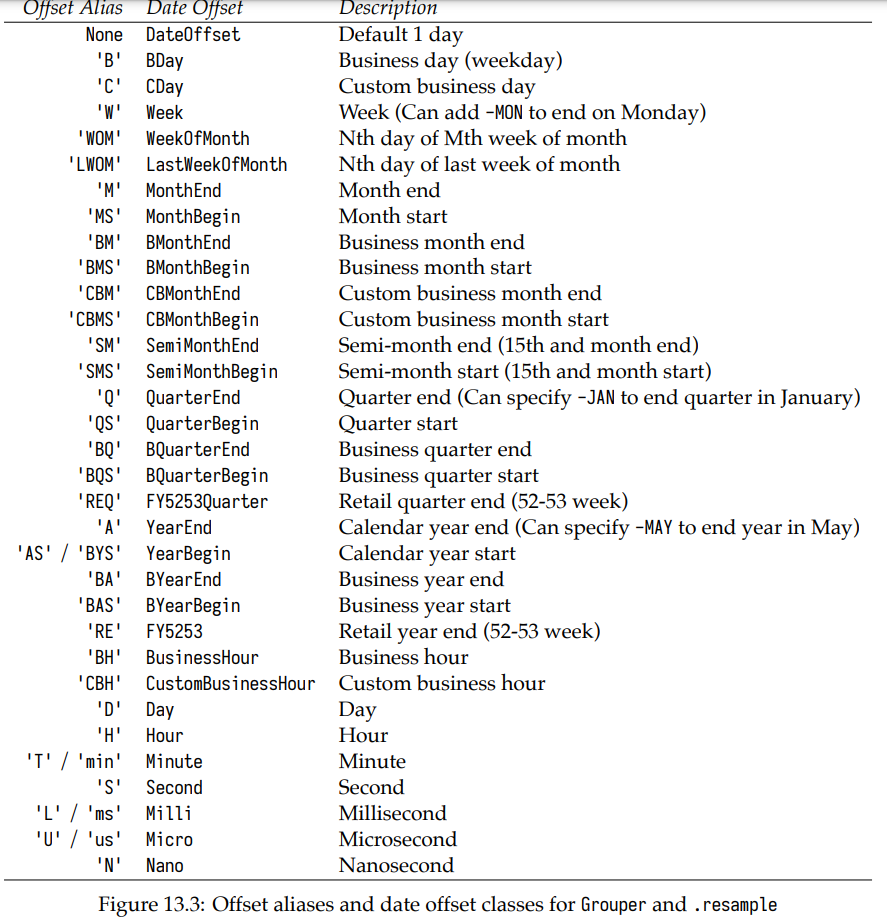 Offset Alias Date Offset Description
None DateOffset Default 1 day
'B' BDay Business day (weekday)
'C' CDay Custom business day
'W' Week Week (Can add -MON to end on Monday)
'WOM' WeekOfMonth Nth day of Mth week of month
'LWOM' LastWeekOfMonth Nth day of last week of month
'M' MonthEnd Month end
'MS' MonthBegin Month start
'BM' BMonthEnd Business month end
'BMS' BMonthBegin Business month start
'CBM' CBMonthEnd Custom business month end
'CBMS' CBMonthBegin Custom business month start
'SM' SemiMonthEnd Semi-month end (15th and month end)
'SMS' SemiMonthBegin Semi-month start (15th and month start)
'Q' QuarterEnd Quarter end (Can specify -JAN to end quarter in January)
'QS' QuarterBegin Quarter start
'BQ' BQuarterEnd Business quarter end
'BQS' BQuarterBegin Business quarter start
'REQ' FY5253Quarter Retail quarter end (52-53 week)
'A' YearEnd Calendar year end (Can specify -MAY to end year in May)
'AS' / 'BYS' YearBegin Calendar year start
'BA' BYearEnd Business year end
'BAS' BYearBegin Business year start
'RE' FY5253 Retail year end (52-53 week)
'BH' BusinessHour Business hour
'CBH' CustomBusinessHour Custom business hour
'D' Day Day
'H' Hour Hour
'T' / 'min' Minute Minute
'S' Second Second
'L' / 'ms' Milli Millisecond
'U' / 'us' Micro Microsecond
'N' Nano Nanosecond
Figure 13.3: Offset aliases and date offset classes for Grouper and .resample